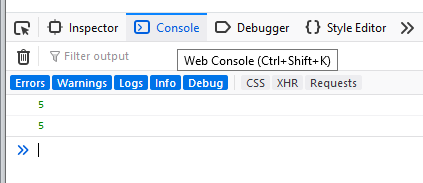 Inspector Console Debugger Style Editor
Filter output
Web Console (Ctrl+Shift+K)
Errors Warnings Logs Info Debug CSS XHR Requests
5
5